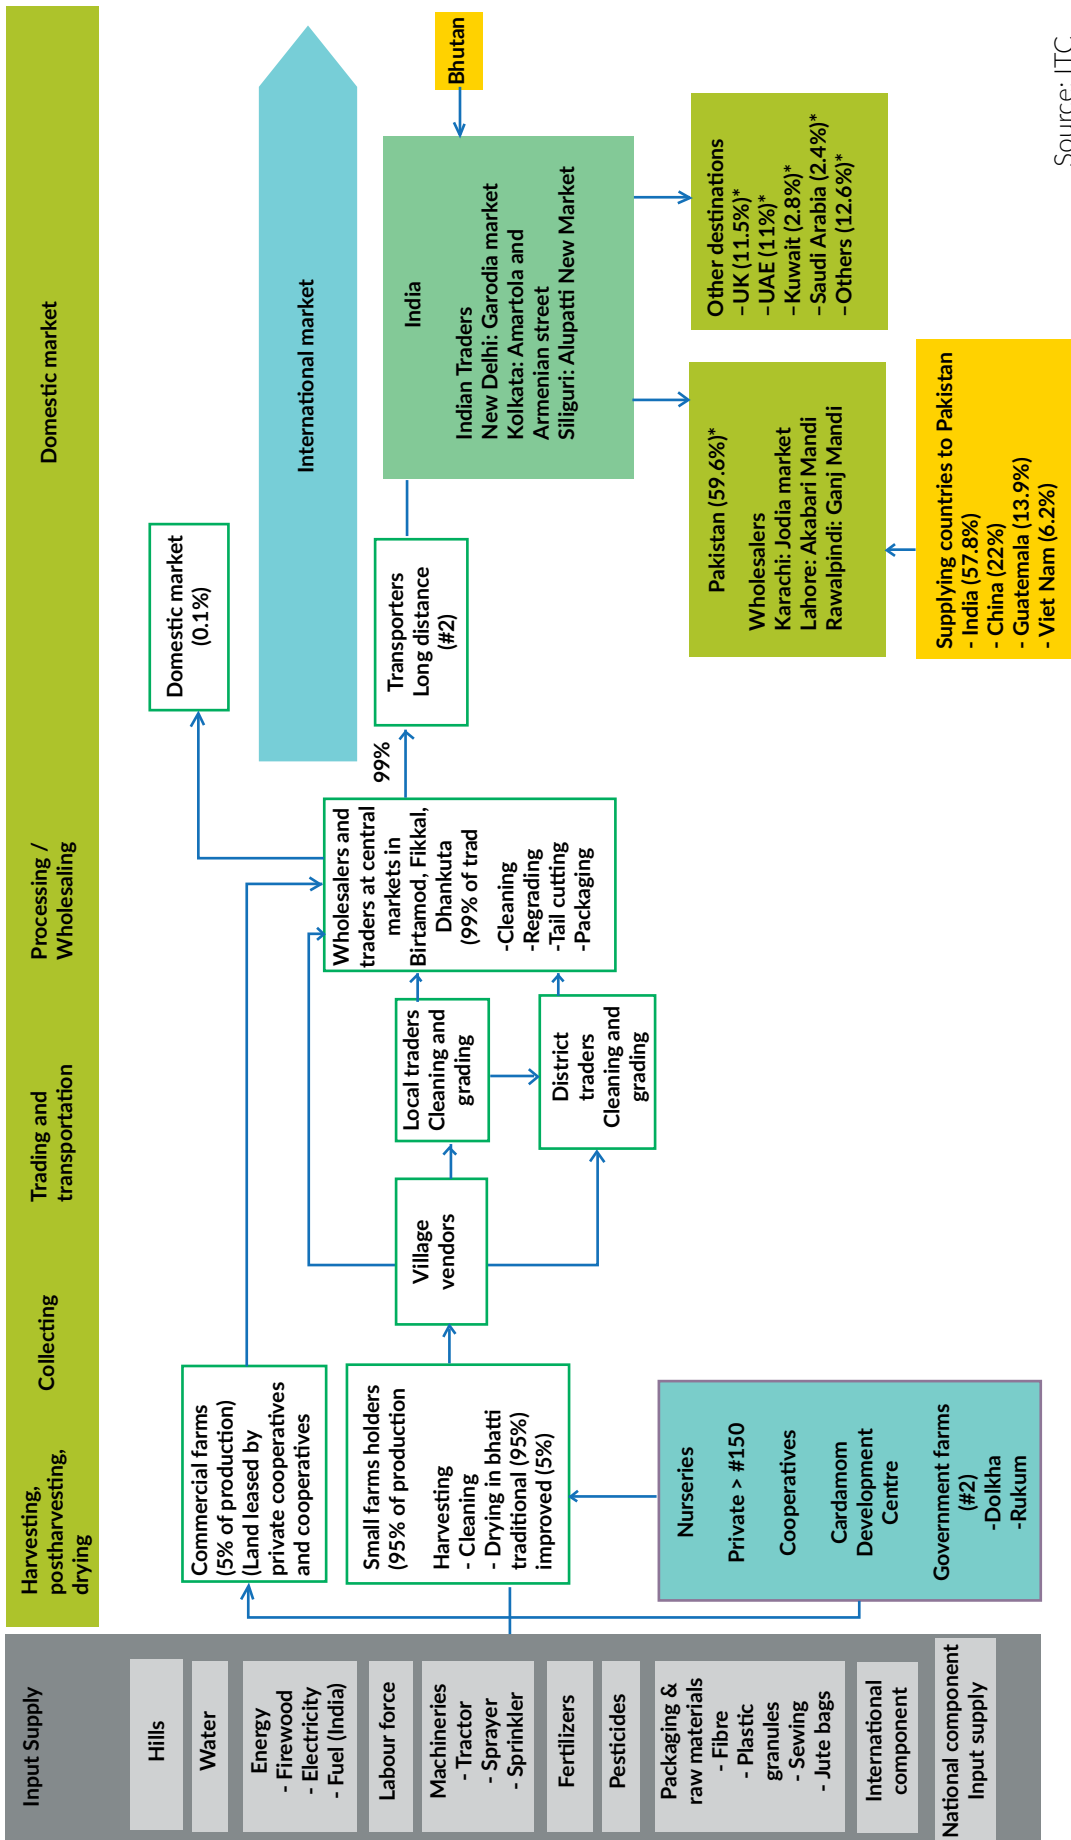 Input Supply
Harvesting,
postharvesting,
drying
Collecting
Trading and
transportation
Processing /
Wholesaling
Domestic market
Hills
Water
Energy
- Firewood
- Electricity
- Fuel (India)
Labour force
Machineries
- Tractor
- Sprayer
- Sprinkler
Fertilizers
Pesticides
Packaging &
raw materials
- Fibre
- Plastic
granules
- Sewing
- Jute bags
International
component
National component
Input supply
Commercial farms
(5% of production)
(Land leased by
private cooperatives
and cooperatives
Small farms holders
(95% of production
Harvesting
- Cleaning
- Drying in bhatti
traditional (95%)
improved (5%)
Nurseries
Private > #150
Cooperatives
Cardamom
Development
Centre
Government farms
(#2)
-Dolkha
-Rukum
Village
vendors
Local traders
Cleaning and
grading
District
traders
Cleaning and
grading
Wholesalers and
traders at central
markets in
Birtamod, Fikkal,
Dhankuta
(99% of trad
-Cleaning
-Regrading
-Tail cutting
-Packaging
99%
Domestic market
(0.1%)
International market
Transporters
Long distance
(#2)
India
Indian Traders
New Delhi: Garodia market
Kolkata: Amartola and
Armenian street
Siliguri: Alupatti New Market
Bhutan
Pakistan (59.6%)*
Wholesalers
Karachi: Jodia market
Lahore: Akabari Mandi
Rawalpindi: Ganj Mandi
Other destinations
–UK (11.5%)*
–UAE (11%)*
–Kuwait (2.8%)*
–Saudi Arabia (2.4%)*
–Others (12.6%)*
Supplying countries to Pakistan
- India (57.8%)
- China (22%)
- Guatemala (13.9%)
- Viet Nam (6.2%)
Source: ITC.